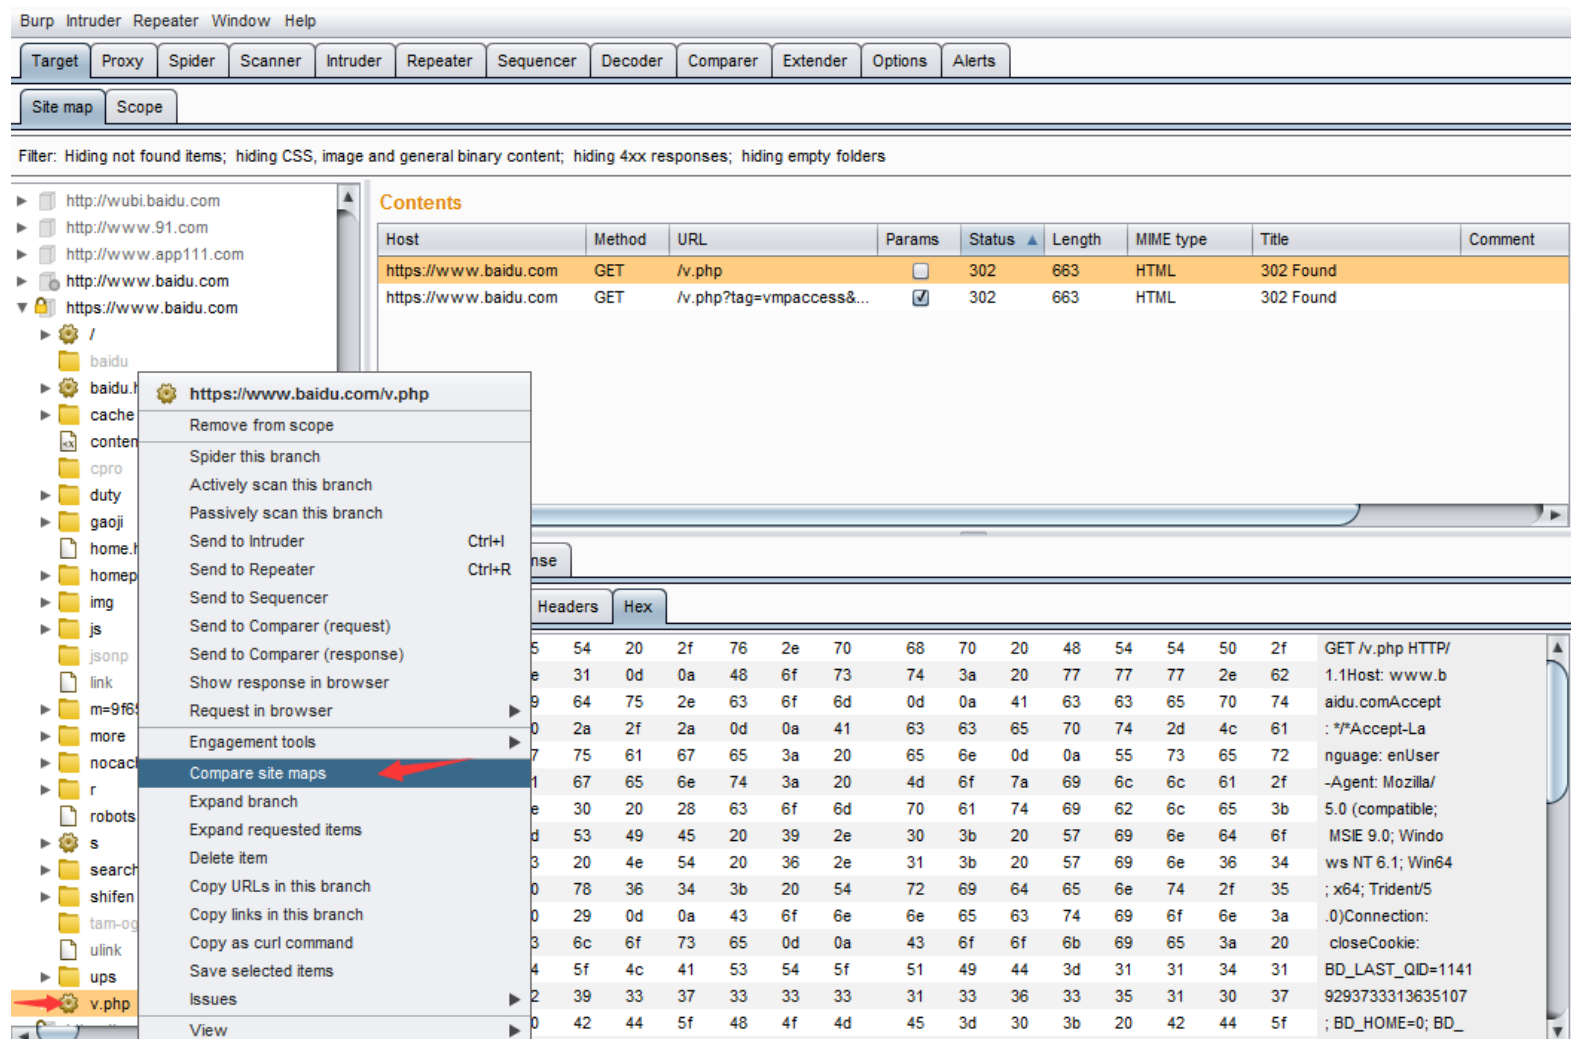 Burp Intruder Repeater Window Help
Target Proxy Spider Scanner Intruder Repeater Sequencer Decoder Comparer Extender Options Alerts
Site map Scope
Filter: Hiding not found items; hiding CSS, image and general binary content; hiding 4xx responses; hiding empty folders
http://wubi.baidu.com
http://www.91.com
http://www.app111.com
http://www.baidu.com
https://www.baidu.com
/
baidu
baidu.h
cache
conten
cpro
duty
gaoji
home.h
homep
img
js
jsonp
link
m=9f65
more
nocach
r
robots
s
search
shifen
tam-og
ulink
ups
v.php
Contents
Host Method URL Params Status Length MIME type Title Comment
https://www.baidu.com GET /v.php 302 663 HTML 302 Found
https://www.baidu.com GET /v.php?tag=vmpaccess&... 302 663 HTML 302 Found
https://www.baidu.com/v.php
Remove from scope
Spider this branch
Actively scan this branch
Passively scan this branch
Send to Intruder Ctrl+I
Send to Repeater Ctrl+R
Send to Sequencer
Send to Comparer (request)
Send to Comparer (response)
Show response in browser
Request in browser
Engagement tools
Compare site maps
Expand branch
Expand requested items
Delete item
Copy URLs in this branch
Copy links in this branch
Copy as curl command
Save selected items
Issues
View
nse
Headers Hex
5 54 20 2f 76 2e 70 68 70 20 48 54 54 50 2f GET /v.php HTTP/
e 31 0d 0a 48 6f 73 74 3a 20 77 77 77 2e 62 1.1Host: www.b
9 64 75 2e 63 6f 6d 0d 0a 41 63 63 65 70 74 aidu.comAccept
0 2a 2f 2a 0d 0a 41 63 63 65 70 74 2d 4c 61 : */*Accept-La
7 75 61 67 65 3a 20 65 6e 0d 0a 55 73 65 72 nguage: enUser
1 67 65 6e 74 3a 20 4d 6f 7a 69 6c 6c 61 2f -Agent: Mozilla/
e 30 20 28 63 6f 6d 70 61 74 69 62 6c 65 3b 5.0 (compatible;
d 53 49 45 20 39 2e 30 3b 20 57 69 6e 64 6f MSIE 9.0; Windo
3 20 4e 54 20 36 2e 31 3b 20 57 69 6e 36 34 ws NT 6.1; Win64
0 78 36 34 3b 20 54 72 69 64 65 6e 74 2f 35 ; x64; Trident/5
0 29 0d 0a 43 6f 6e 6e 65 63 74 69 6f 6e 3a .0)Connection:
3 6c 6f 73 65 0d 0a 43 6f 6f 6b 69 65 3a 20 closeCookie:
4 5f 4c 41 53 54 5f 51 49 44 3d 31 31 34 31 BD_LAST_QID=1141
2 39 33 37 33 33 33 31 33 36 33 35 31 30 37 9293733313635107
0 42 44 5f 48 4f 4d 45 3d 30 3b 20 42 44 5f ; BD_HOME=0; BD_